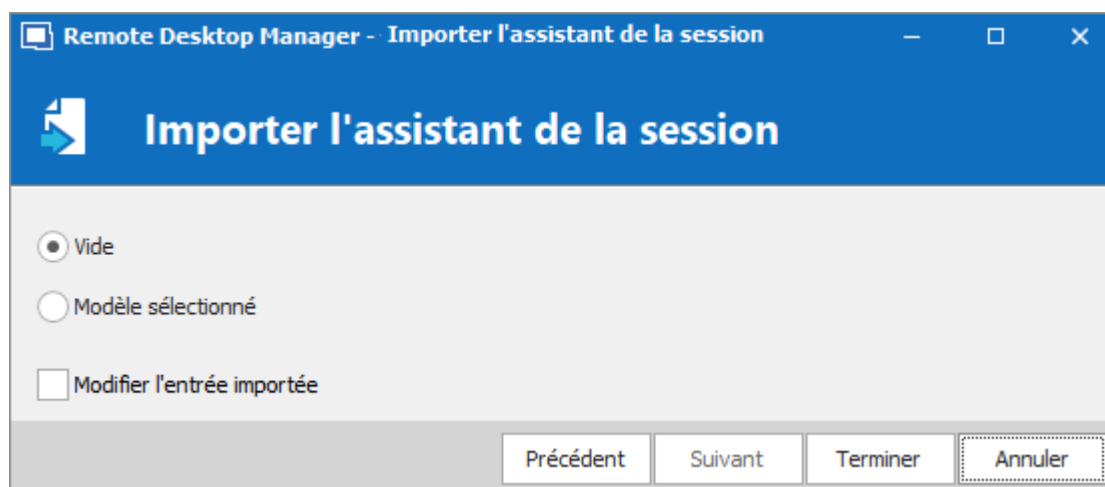 Remote Desktop Manager - Importer l'assistant de la session
Importer l'assistant de la session
Vide
Modèle sélectionné
Modifier l'entrée importée
Précédent Suivant Terminer Annuler